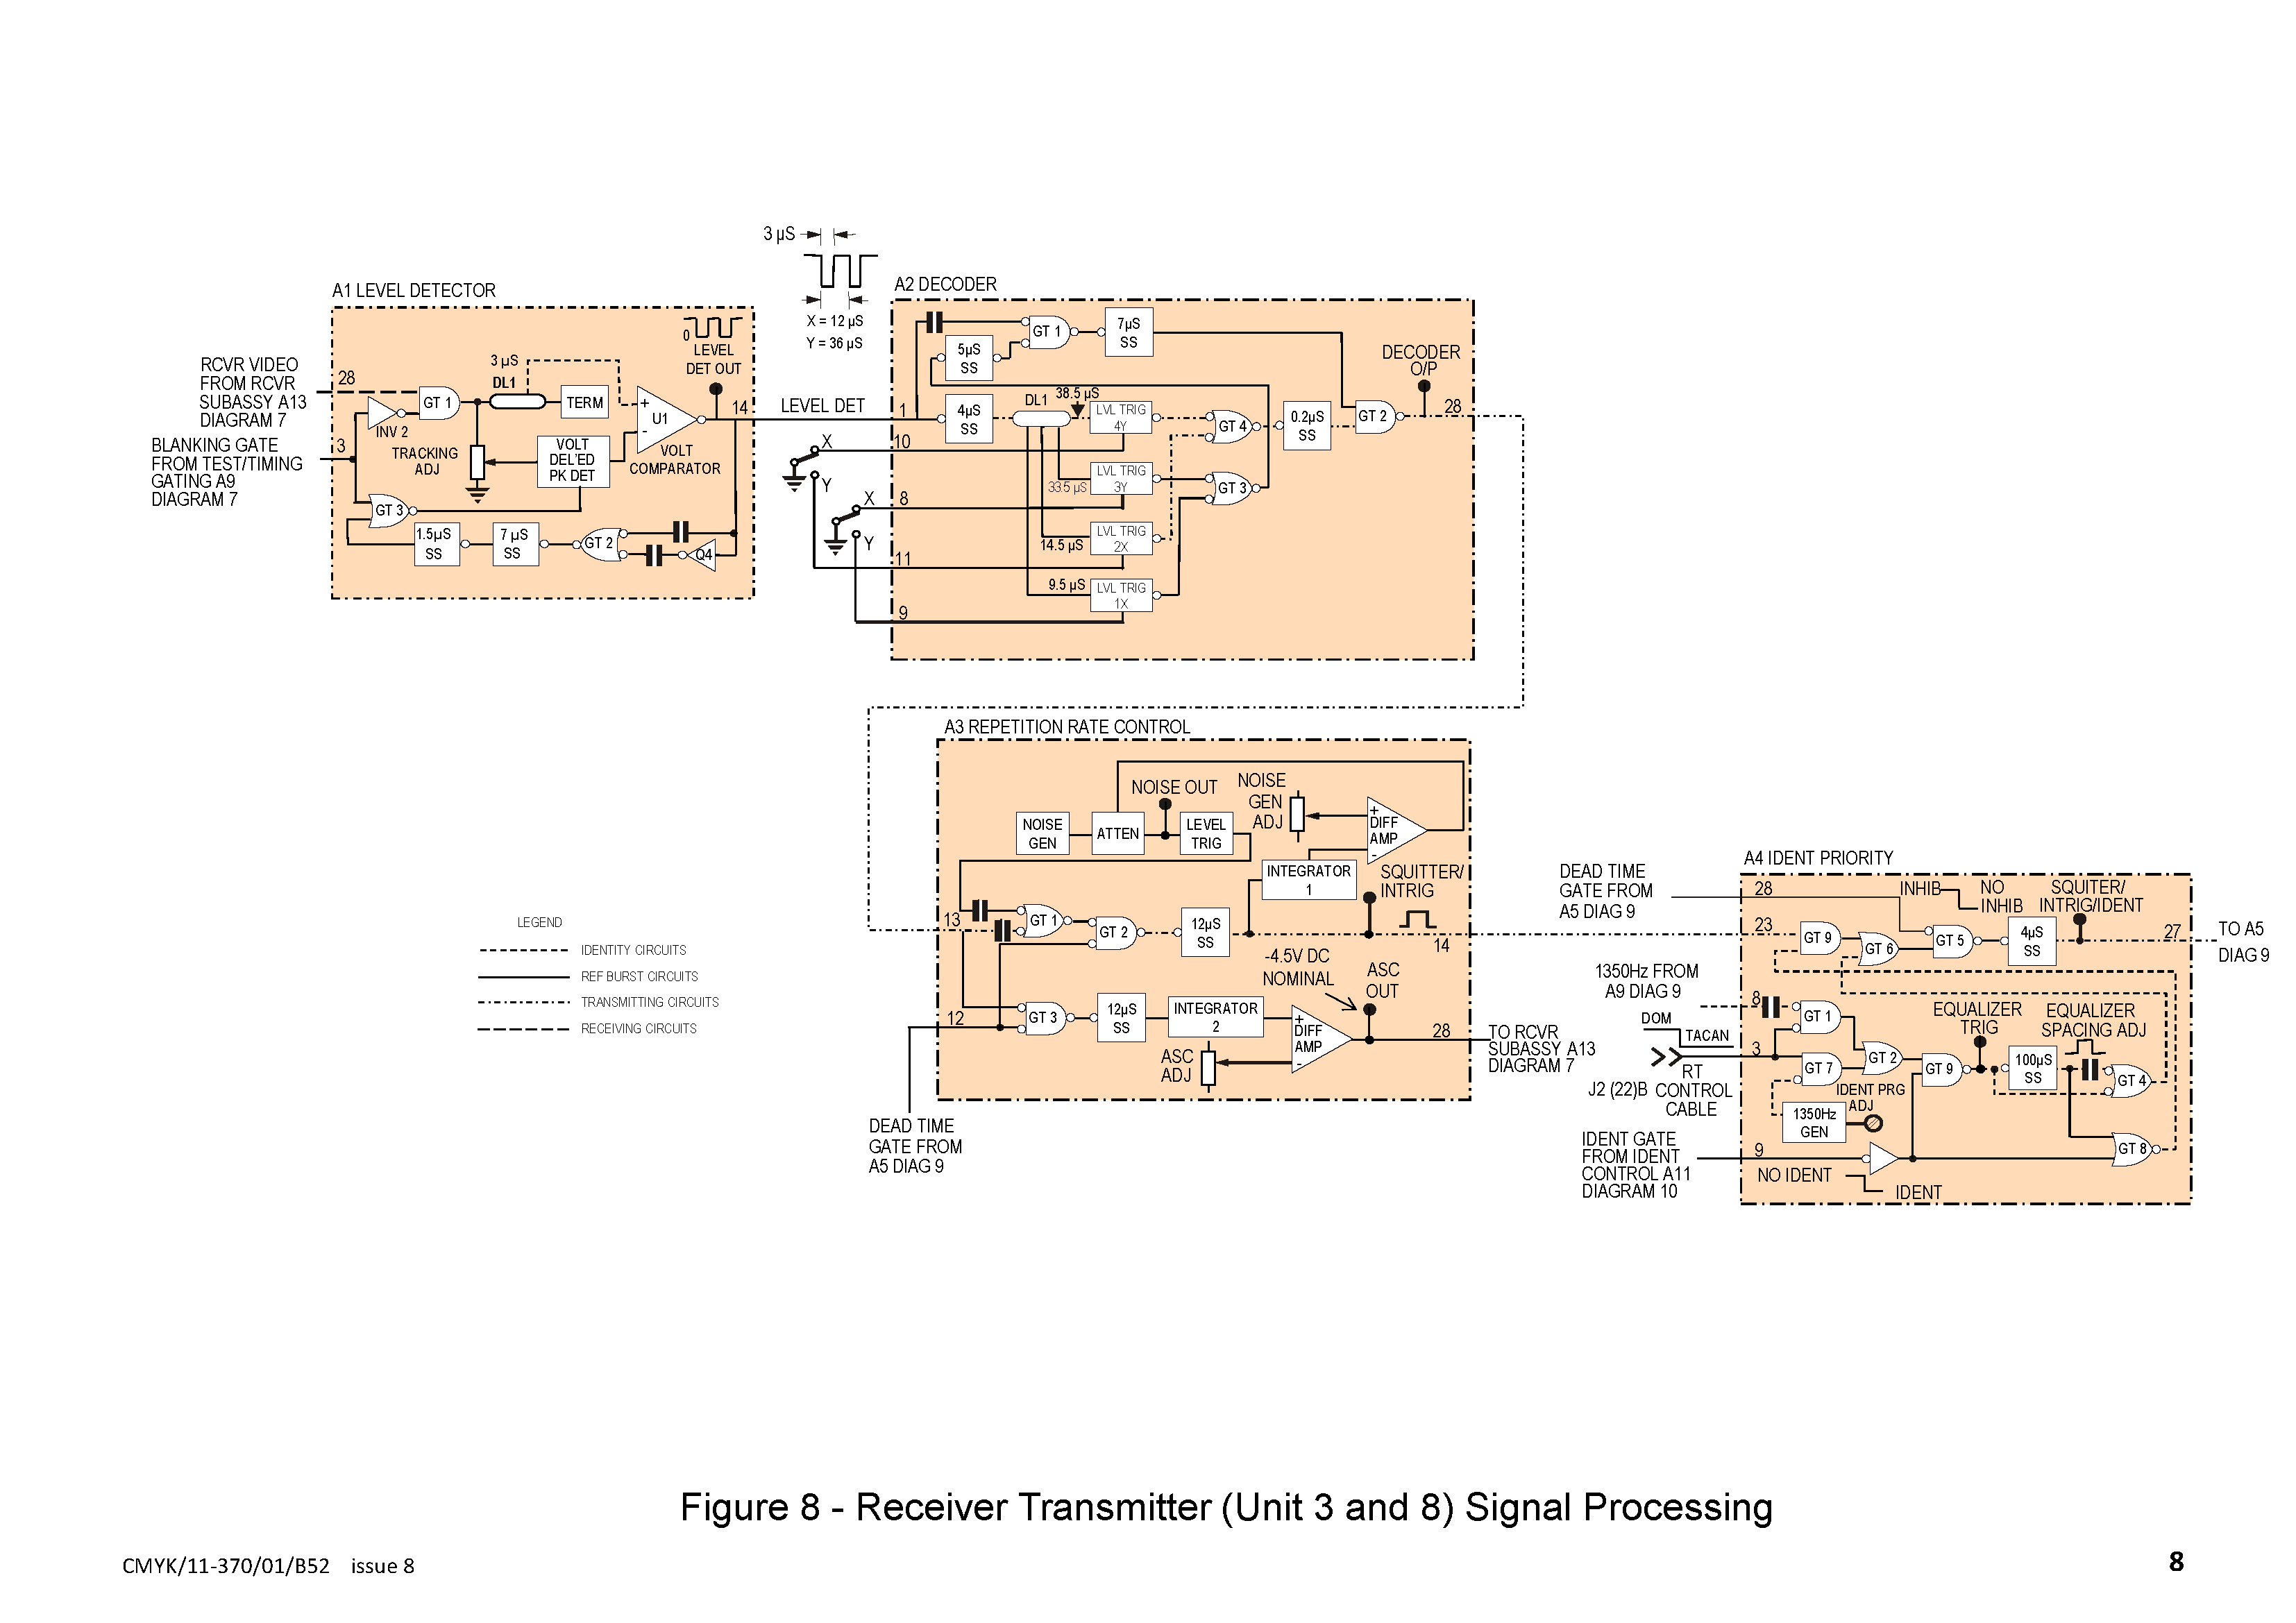 3 µS
X = 12 µS
Y = 36 µS
A1 LEVEL DETECTOR
RCVR VIDEO
FROM RCVR
SUBASSY A13
DIAGRAM 7
28
BLANKING GATE
FROM TEST/TIMING
GATING A9
DIAGRAM 7
3
INV 2
GT 1
3 µS
DL1
TERM
TRACKING
ADJ
VOLT
DEL'ED
PK DET
+
-
U1
VOLT
COMPARATOR
0
LEVEL
DET OUT
14
GT 3
1.5µS
SS
7 µS
SS
GT 2
Q4
LEVEL DET
X
Y
X
Y
A2 DECODER
1
10
8
11
9
GT 1
7µS
SS
5µS
SS
4µS
SS
DL1
38.5 µS
LVL TRIG
4Y
33.5 µS
LVL TRIG
3Y
14.5 µS
LVL TRIG
2X
9.5 µS
LVL TRIG
1X
GT 4
GT 3
0.2µS
SS
GT 2
DECODER
O/P
28
A3 REPETITION RATE CONTROL
NOISE OUT
NOISE
GEN
ADJ
NOISE
GEN
ATTEN
LEVEL
TRIG
+
DIFF
AMP
-
INTEGRATOR
1
SQUITTER/
INTRIG
13
GT 1
GT 2
12µS
SS
14
-4.5V DC
NOMINAL
ASC
OUT
12
GT 3
12µS
SS
INTEGRATOR
2
+
DIFF
AMP
-
ASC
ADJ
28
TO RCVR
SUBASSY A13
DIAGRAM 7
DEAD TIME
GATE FROM
A5 DIAG 9
LEGEND
IDENTITY CIRCUITS
REF BURST CIRCUITS
TRANSMITTING CIRCUITS
RECEIVING CIRCUITS
A4 IDENT PRIORITY
DEAD TIME
GATE FROM
A5 DIAG 9
28
INHIB
NO
INHIB
SQUITER/
INTRIG/IDENT
23
GT 9
GT 6
GT 5
4µS
SS
27
TO A5
DIAG 9
1350Hz FROM
A9 DIAG 9
8
GT 1
DOM
TACAN
3
RT
J2 (22)B CONTROL
CABLE
GT 7
GT 2
GT 9
EQUALIZER
TRIG
EQUALIZER
SPACING ADJ
100µS
SS
GT 4
IDENT PRG
ADJ
1350Hz
GEN
IDENT GATE
FROM IDENT
CONTROL A11
DIAGRAM 10
9
NO IDENT
IDENT
GT 8
Figure 8 - Receiver Transmitter (Unit 3 and 8) Signal Processing
CMYK/11-370/01/B52 issue 8
8